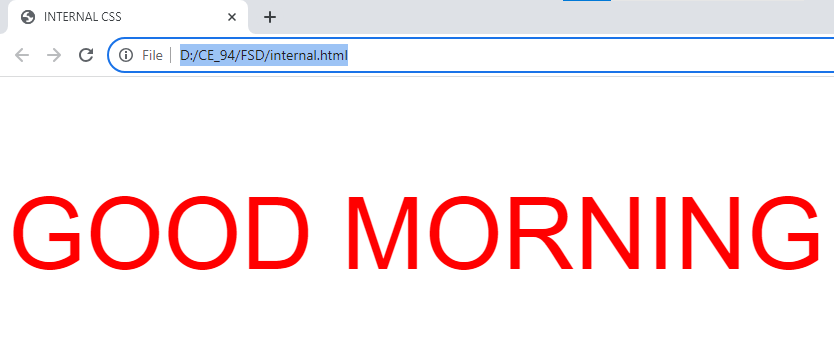 INTERNAL CSS
File D:/CE_94/FSD/internal.html
GOOD MORNING